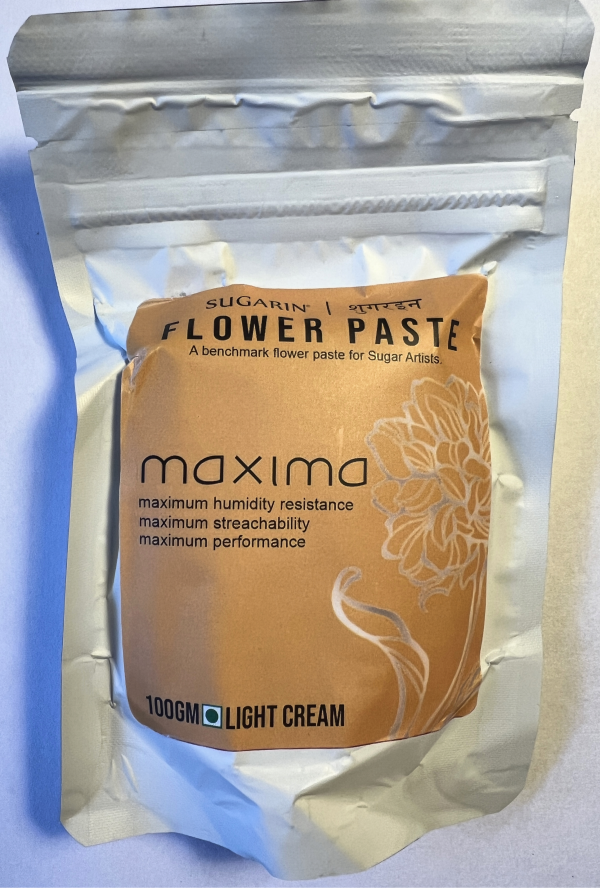 SUGARIN® | शुगरइन
FLOWER PASTE
A benchmark flower paste for Sugar Artists.
maxima
maximum humidity resistance
maximum streachability
maximum performance
100GM LIGHT CREAM